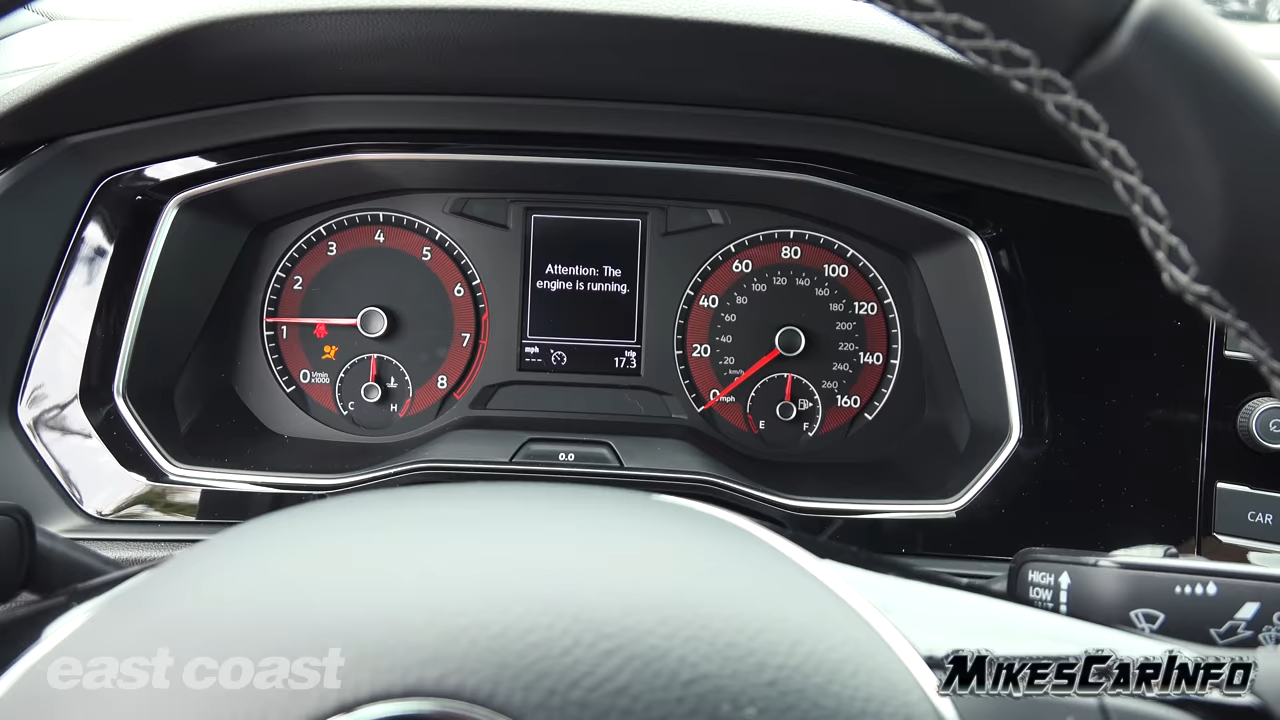 0
1
2
3
4
5
6
7
8
1/min
x1000
C
H
Attention: The
engine is running.
mph
---
trip
17.3
0
20
40
60
80
100
120
140
160
mph
20
40
60
80
100
120
140
160
180
200
220
240
260
km/h
E
F
0.0
CAR
HIGH
LOW
east coast
MIKESCARINFO